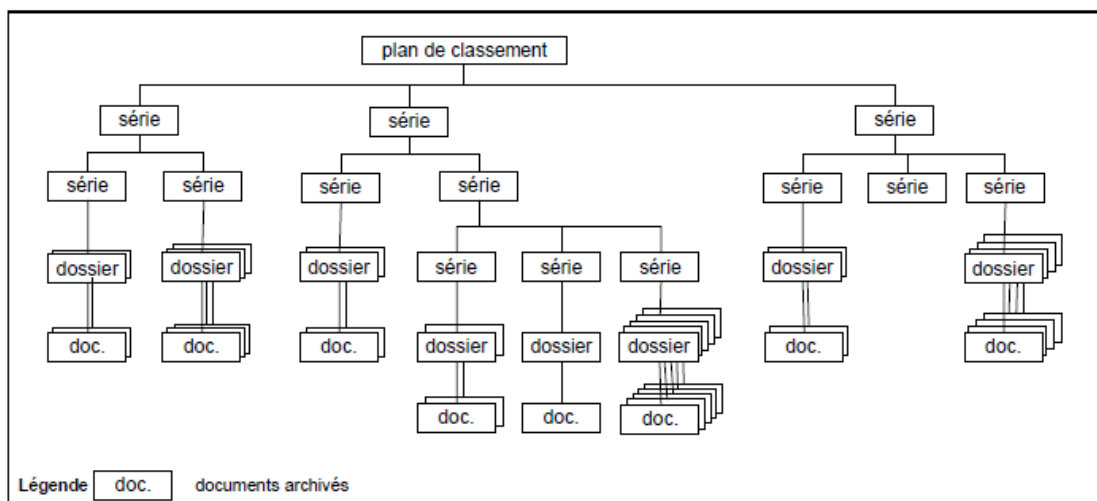 plan de classement
série série série
série série série série série série série
dossier dossier dossier série série série dossier dossier
doc. doc. doc. dossier dossier dossier doc. doc.
doc. doc. doc.
Légende doc. documents archivés